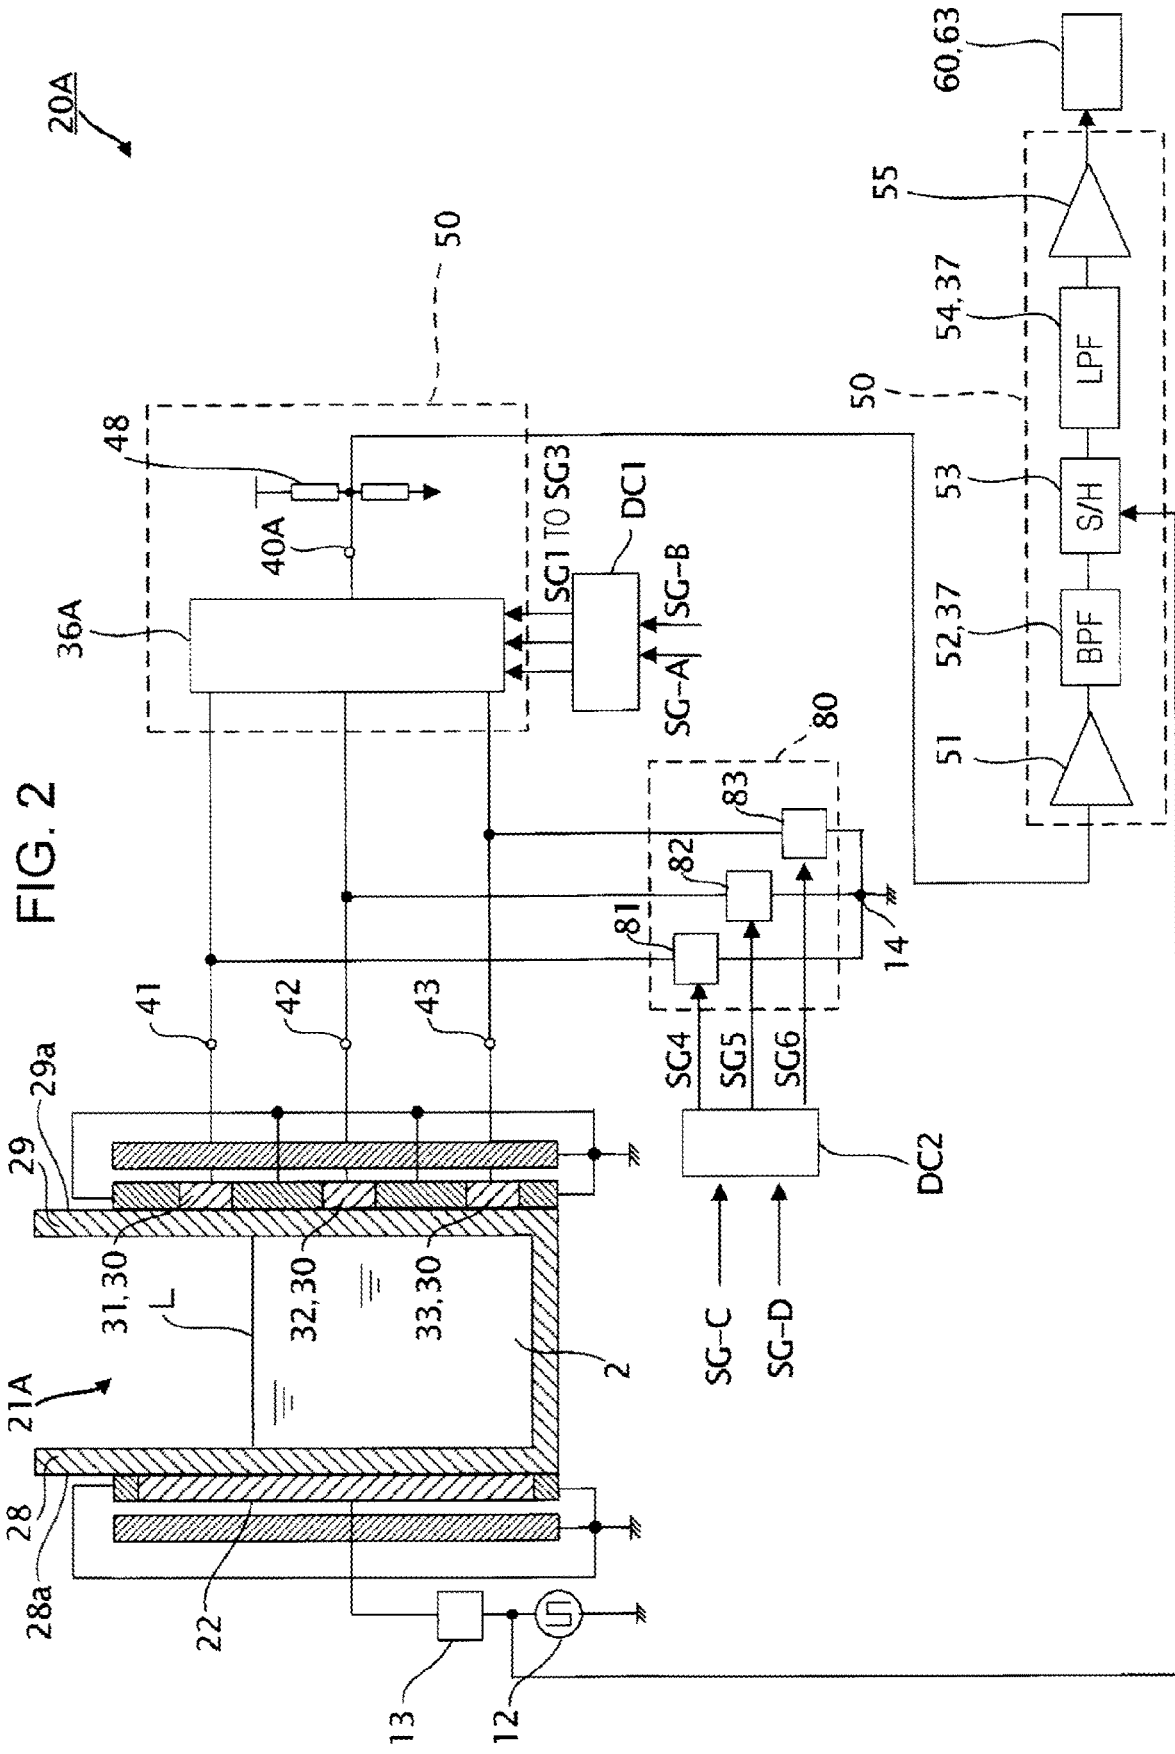 FIG. 2
20A
21A
28
28a
22
13
12
29
29a
31,30
L
32,30
33,30
2
41
42
43
36A
40A
48
50
SG1 TO SG3
DC1
SG-A
SG-B
80
81
82
83
14
SG4
SG5
SG6
DC2
SG-C
SG-D
50
51
52,37
BPF
53
S/H
54,37
LPF
55
60,63